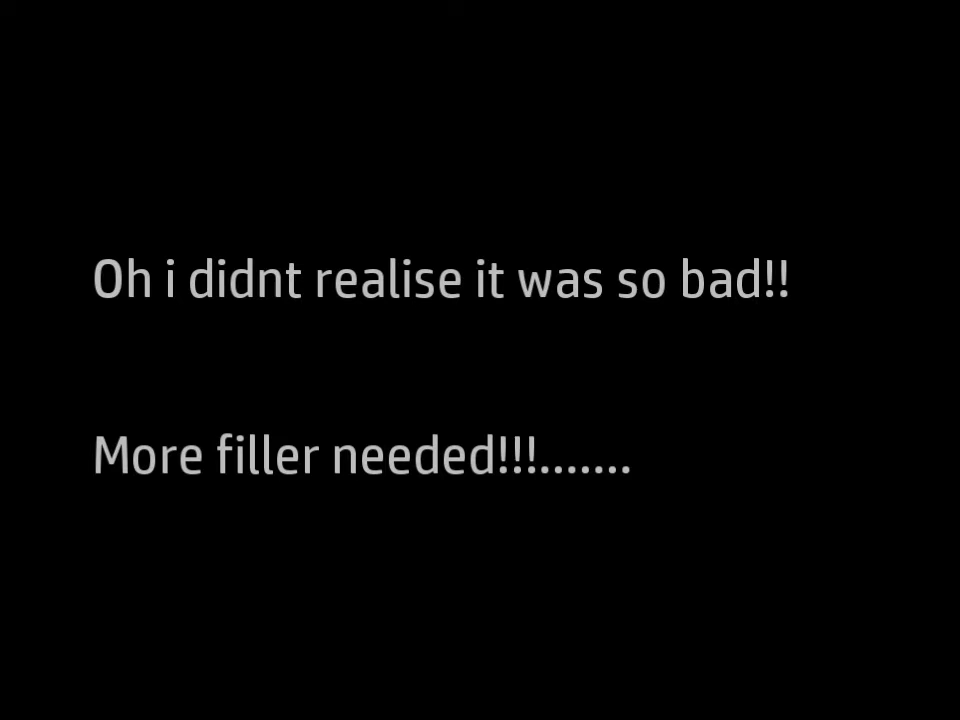 Oh i didnt realise it was so bad!!
More filler needed!!!.......